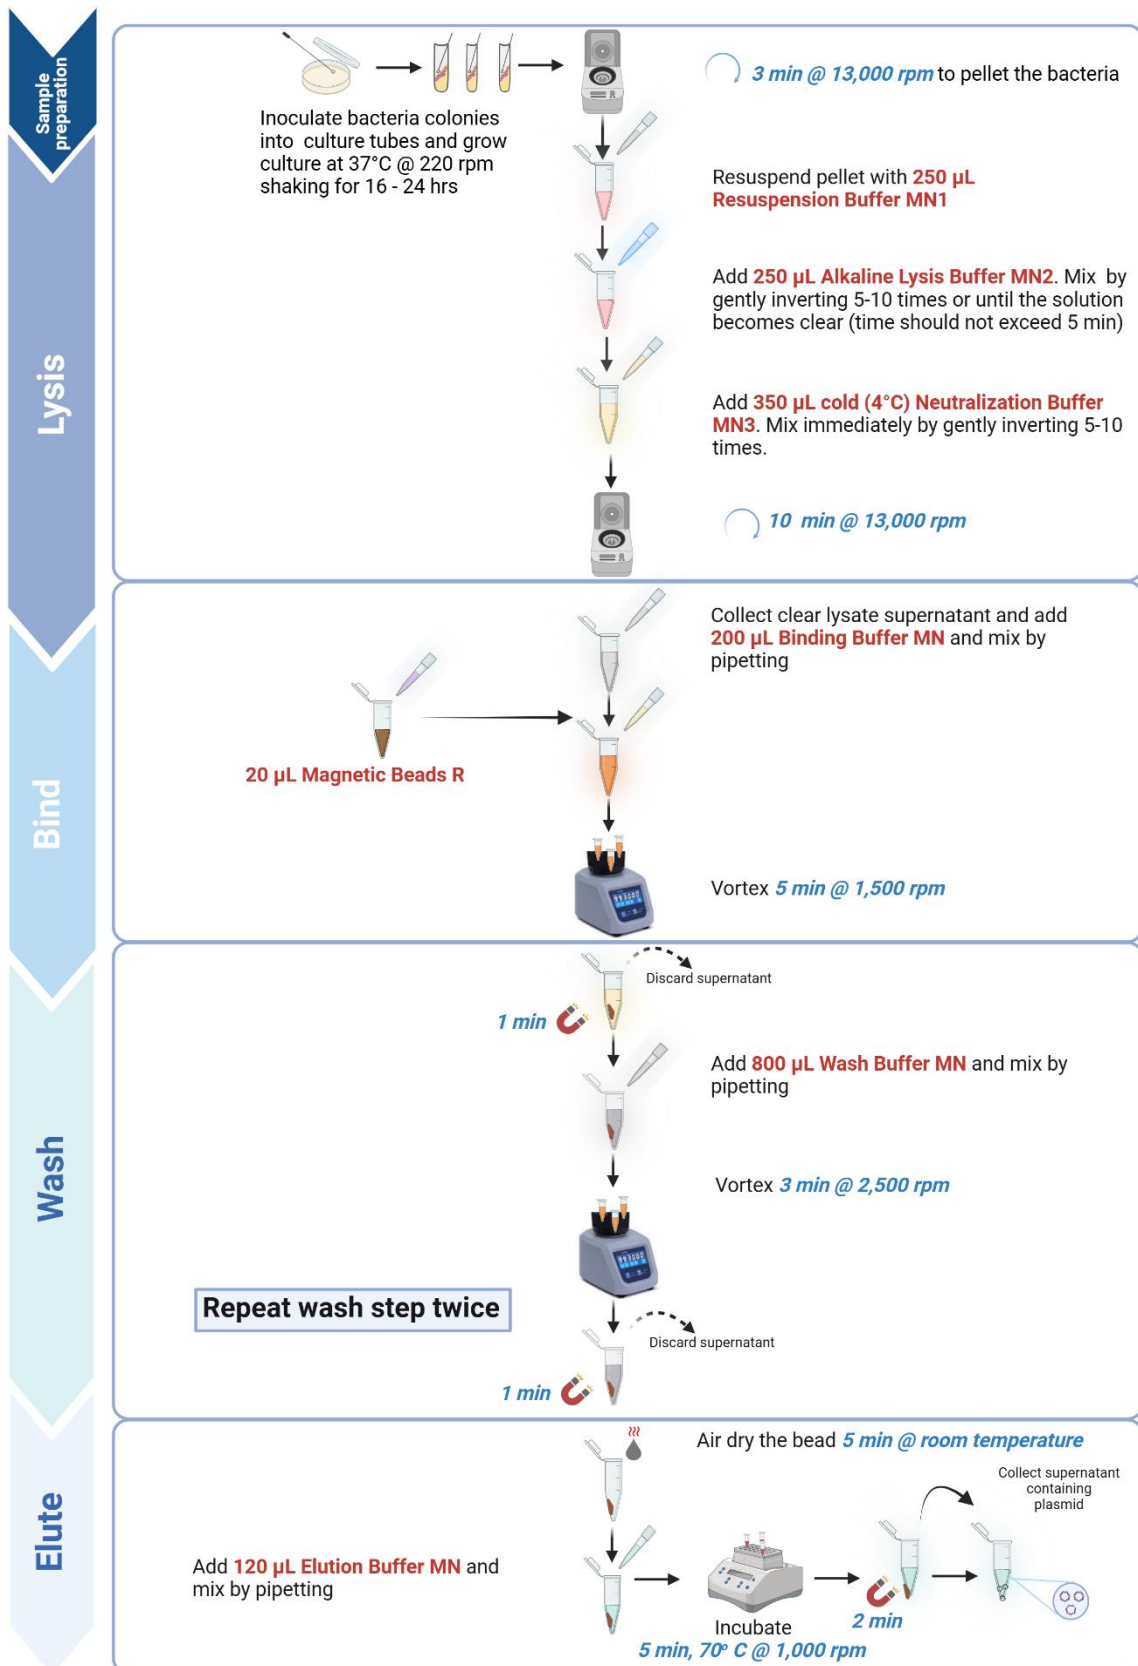 Sample
preparation
Inoculate bacteria colonies
into culture tubes and grow
culture at 37°C @ 220 rpm
shaking for 16 - 24 hrs
3 min @ 13,000 rpm to pellet the bacteria
Lysis
Resuspend pellet with 250 µL
Resuspension Buffer MN1
Add 250 µL Alkaline Lysis Buffer MN2. Mix by
gently inverting 5-10 times or until the solution
becomes clear (time should not exceed 5 min)
Add 350 µL cold (4°C) Neutralization Buffer
MN3. Mix immediately by gently inverting 5-10
times.
10 min @ 13,000 rpm
Bind
Collect clear lysate supernatant and add
200 µL Binding Buffer MN and mix by
pipetting
20 µL Magnetic Beads R
Vortex 5 min @ 1,500 rpm
Wash
Discard supernatant
1 min
Add 800 µL Wash Buffer MN and mix by
pipetting
Vortex 3 min @ 2,500 rpm
Repeat wash step twice
Discard supernatant
1 min
Elute
Air dry the bead 5 min @ room temperature
Collect supernatant
containing
plasmid
Add 120 µL Elution Buffer MN and
mix by pipetting
Incubate
5 min, 70° C @ 1,000 rpm
2 min